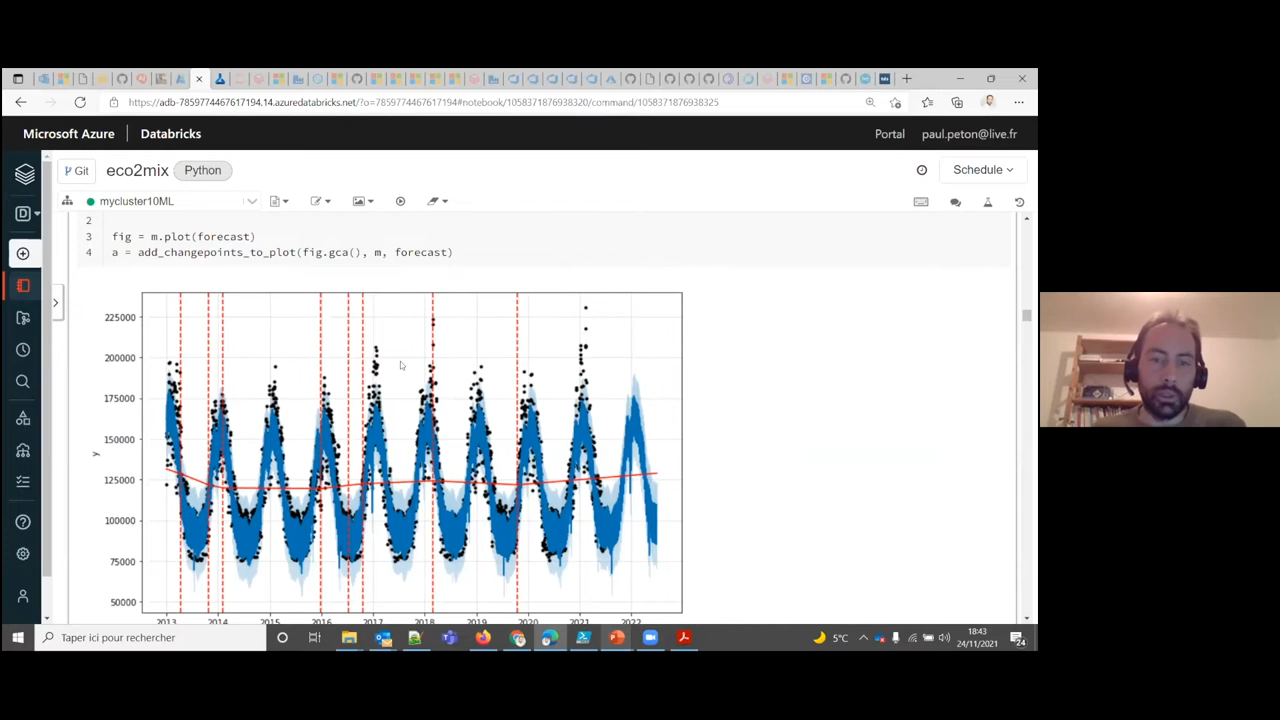 https://adb-7859774467617194.14.azuredatabricks.net/?o=7859774467617194#notebook/1058371876938320/command/1058371876938325
Microsoft Azure
Databricks
Portal
paul.peton@live.fr
Git
eco2mix
Python
Schedule
mycluster10ML
2
3 fig = m.plot(forecast)
4 a = add_changepoints_to_plot(fig.gca(), m, forecast)
225000
200000
175000
150000
125000
100000
75000
50000
y
2013 2014 2015 2016 2017 2018 2019 2020 2021 2022
Taper ici pour rechercher
5°C
18:43
24/11/2021
24